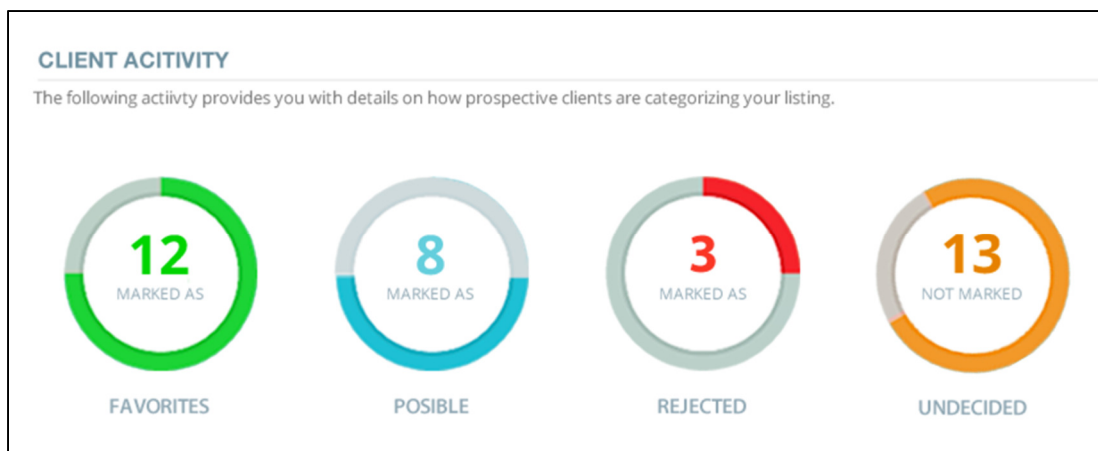 CLIENT ACITIVITY
The following actiivty provides you with details on how prospective clients are categorizing your listing.
12
MARKED AS
FAVORITES
8
MARKED AS
POSIBLE
3
MARKED AS
REJECTED
13
NOT MARKED
UNDECIDED